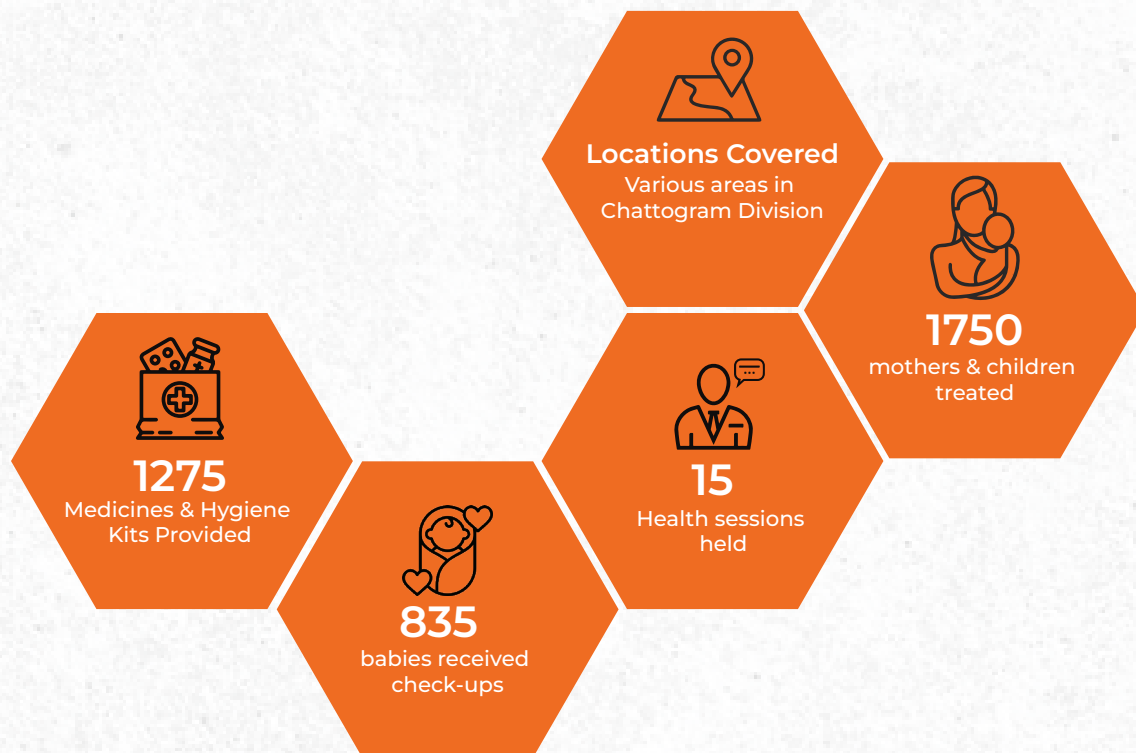 Locations Covered
Various areas in
Chattogram Division
1750
mothers & children
treated
1275
Medicines & Hygiene
Kits Provided
15
Health sessions
held
835
babies received
check-ups